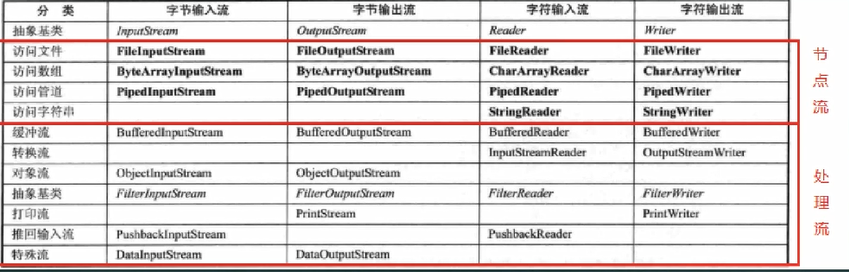 分 类 字节输入流 字节输出流 字符输入流 字符输出流
抽象基类 InputStream OutputStream Reader Writer
访问文件 FileInputStream FileOutputStream FileReader FileWriter
访问数组 ByteArrayInputStream ByteArrayOutputStream CharArrayReader CharArrayWriter
访问管道 PipedInputStream PipedOutputStream PipedReader PipedWriter
访问字符串 StringReader StringWriter
缓冲流 BufferedInputStream BufferedOutputStream BufferedReader BufferedWriter
转换流 InputStreamReader OutputStreamWriter
对象流 ObjectInputStream ObjectOutputStream
抽象基类 FilterInputStream FilterOutputStream FilterReader FilterWriter
打印流 PrintStream PrintWriter
推回输入流 PushbackInputStream PushbackReader
特殊流 DataInputStream DataOutputStream
节点流
处理流